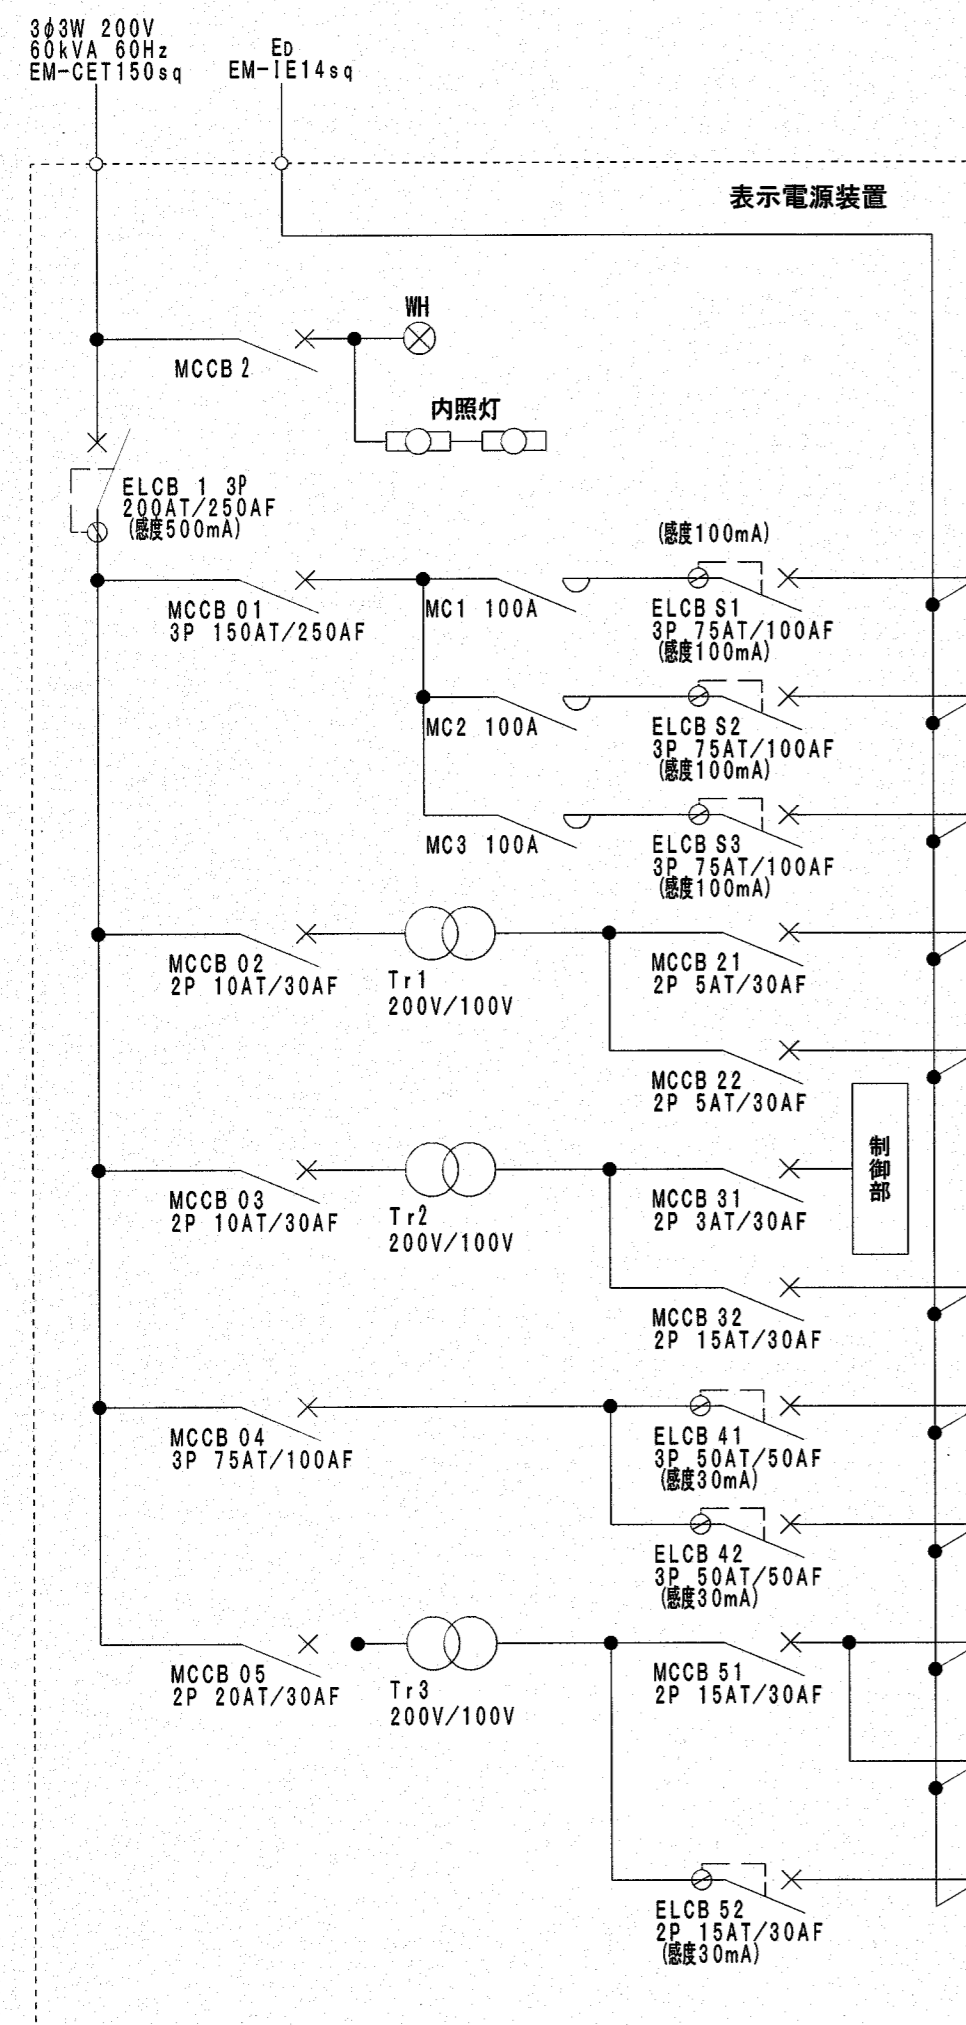 3φ3W 200V
60kVA 60Hz
EM-CET150sq
ED
EM-IE14sq
表示電源装置
WH
MCCB 2
内照灯
ELCB 1 3P
200AT/250AF
(感度500mA)
(感度100mA)
MCCB 01
3P 150AT/250AF
MC1 100A
ELCB S1
3P 75AT/100AF
(感度100mA)
MC2 100A
ELCB S2
3P 75AT/100AF
(感度100mA)
MC3 100A
ELCB S3
3P 75AT/100AF
(感度100mA)
MCCB 02
2P 10AT/30AF
Tr1
200V/100V
MCCB 21
2P 5AT/30AF
MCCB 22
2P 5AT/30AF
制御部
MCCB 03
2P 10AT/30AF
Tr2
200V/100V
MCCB 31
2P 3AT/30AF
MCCB 32
2P 15AT/30AF
MCCB 04
3P 75AT/100AF
ELCB 41
3P 50AT/50AF
(感度30mA)
ELCB 42
3P 50AT/50AF
(感度30mA)
MCCB 05
2P 20AT/30AF
Tr3
200V/100V
MCCB 51
2P 15AT/30AF
ELCB 52
2P 15AT/30AF
(感度30mA)